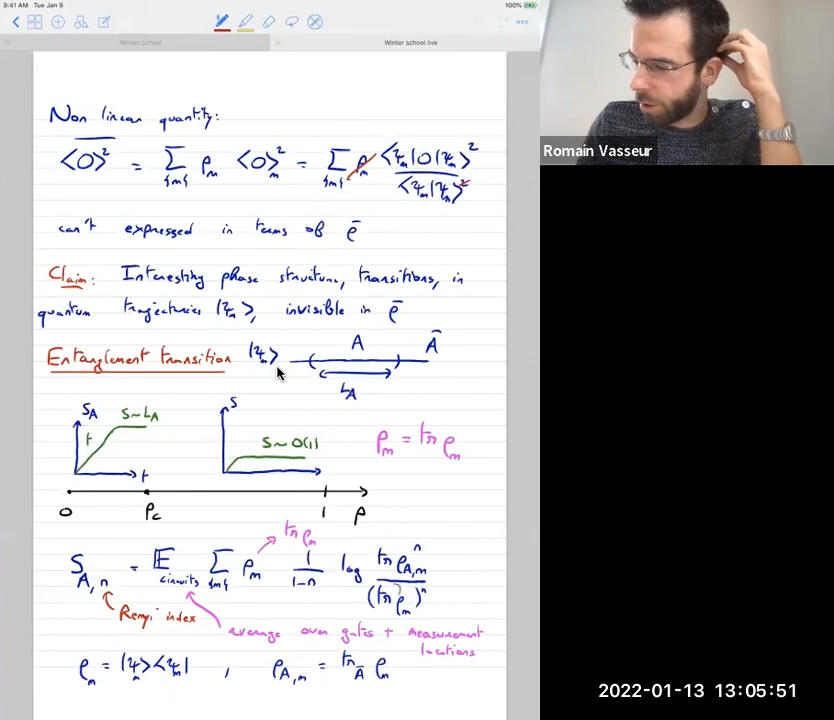 9:41 AM Tue Jan 9
100%
Winter school
Winter school live
Non linear quantity:
<O>² = Σ_{m} p_m <O>²_m = Σ_{m} p_m <ψ_m|O|ψ_m>² / <ψ_m|ψ_m>²
can't expressed in terms of ρ̄
Claim: Interesting phase structure, transitions, in
quantum trajectories |ψ_m>, invisible in ρ̄
Entanglement transition |ψ_m> A Ā
L_A
S_A S~L_A t t
S S~O(1)
p_m = tr ρ_m
0 p_c 1 p
tr ρ_m
S_{A,n} = 𝔼_{circuits} Σ_{m} p_m 1/(1-n) log tr ρ_{A,m}^n / (tr ρ_m)^n
Renyi index
average over gates + measurement
locations
ρ_m = |ψ_m><ψ_m| , ρ_{A,m} = tr_Ā ρ_m
Romain Vasseur
2022-01-13 13:05:51